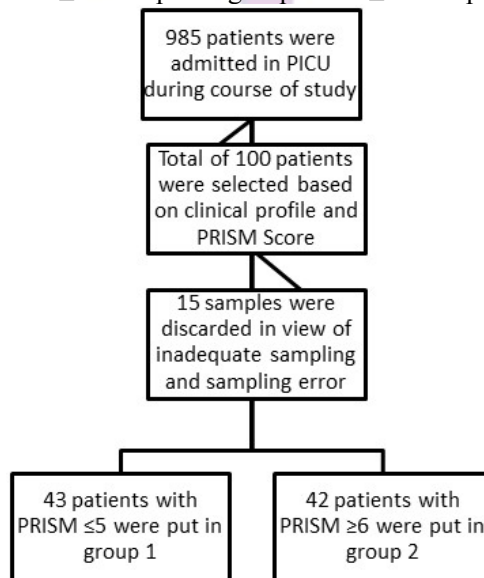 985 patients were
admitted in PICU
during course of study
Total of 100 patients
were selected based
on clinical profile and
PRISM Score
15 samples were
discarded in view of
inadequate sampling
and sampling error
43 patients with
PRISM ≤5 were put in
group 1
42 patients with
PRISM ≥6 were put in
group 2